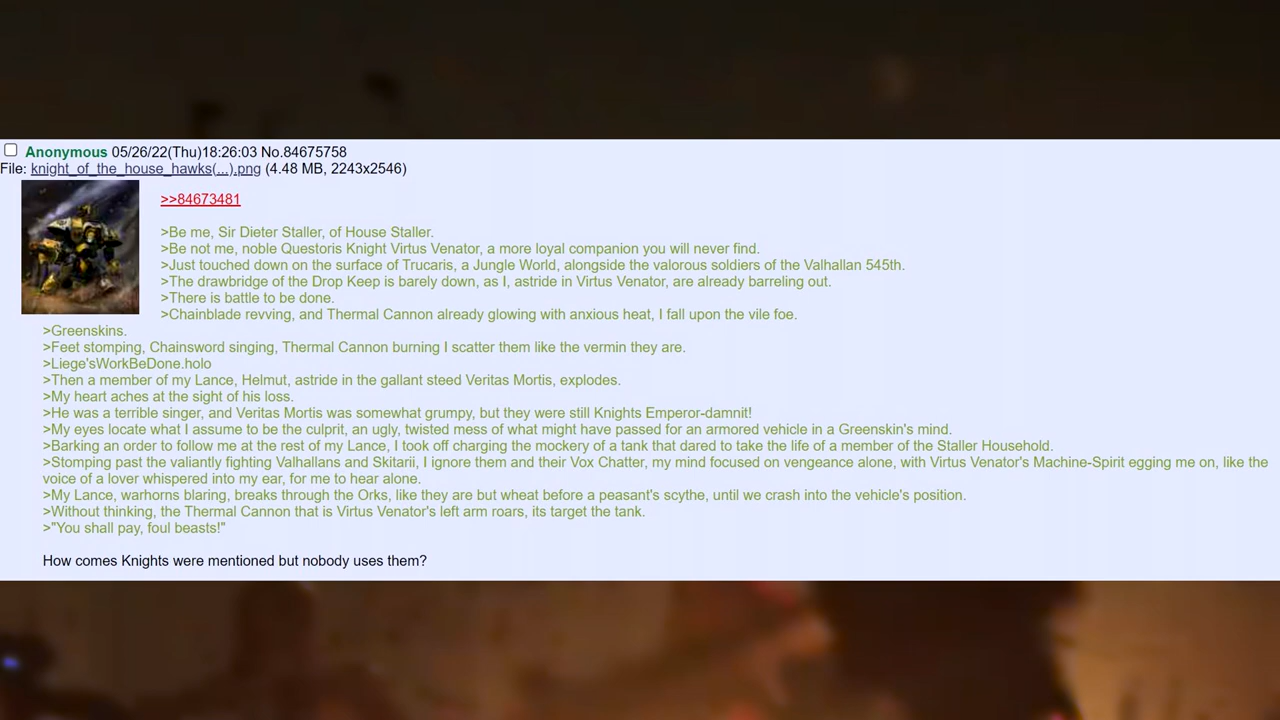 Anonymous 05/26/22(Thu)18:26:03 No.84675758
File: knight_of_the_house_hawks(...).png (4.48 MB, 2243x2546)
>>84673481
>Be me, Sir Dieter Staller, of House Staller.
>Be not me, noble Questoris Knight Virtus Venator, a more loyal companion you will never find.
>Just touched down on the surface of Trucaris, a Jungle World, alongside the valorous soldiers of the Valhallan 545th.
>The drawbridge of the Drop Keep is barely down, as I, astride in Virtus Venator, are already barreling out.
>There is battle to be done.
>Chainblade revving, and Thermal Cannon already glowing with anxious heat, I fall upon the vile foe.
>Greenskins.
>Feet stomping, Chainsword singing, Thermal Cannon burning I scatter them like the vermin they are.
>Liege'sWorkBeDone.holo
>Then a member of my Lance, Helmut, astride in the gallant steed Veritas Mortis, explodes.
>My heart aches at the sight of his loss.
>He was a terrible singer, and Veritas Mortis was somewhat grumpy, but they were still Knights Emperor-damnit!
>My eyes locate what I assume to be the culprit, an ugly, twisted mess of what might have passed for an armored vehicle in a Greenskin's mind.
>Barking an order to follow me at the rest of my Lance, I took off charging the mockery of a tank that dared to take the life of a member of the Staller Household.
>Stomping past the valiantly fighting Valhallans and Skitarii, I ignore them and their Vox Chatter, my mind focused on vengeance alone, with Virtus Venator's Machine-Spirit egging me on, like the
voice of a lover whispered into my ear, for me to hear alone.
>My Lance, warhorns blaring, breaks through the Orks, like they are but wheat before a peasant's scythe, until we crash into the vehicle's position.
>Without thinking, the Thermal Cannon that is Virtus Venator's left arm roars, its target the tank.
>"You shall pay, foul beasts!"
How comes Knights were mentioned but nobody uses them?